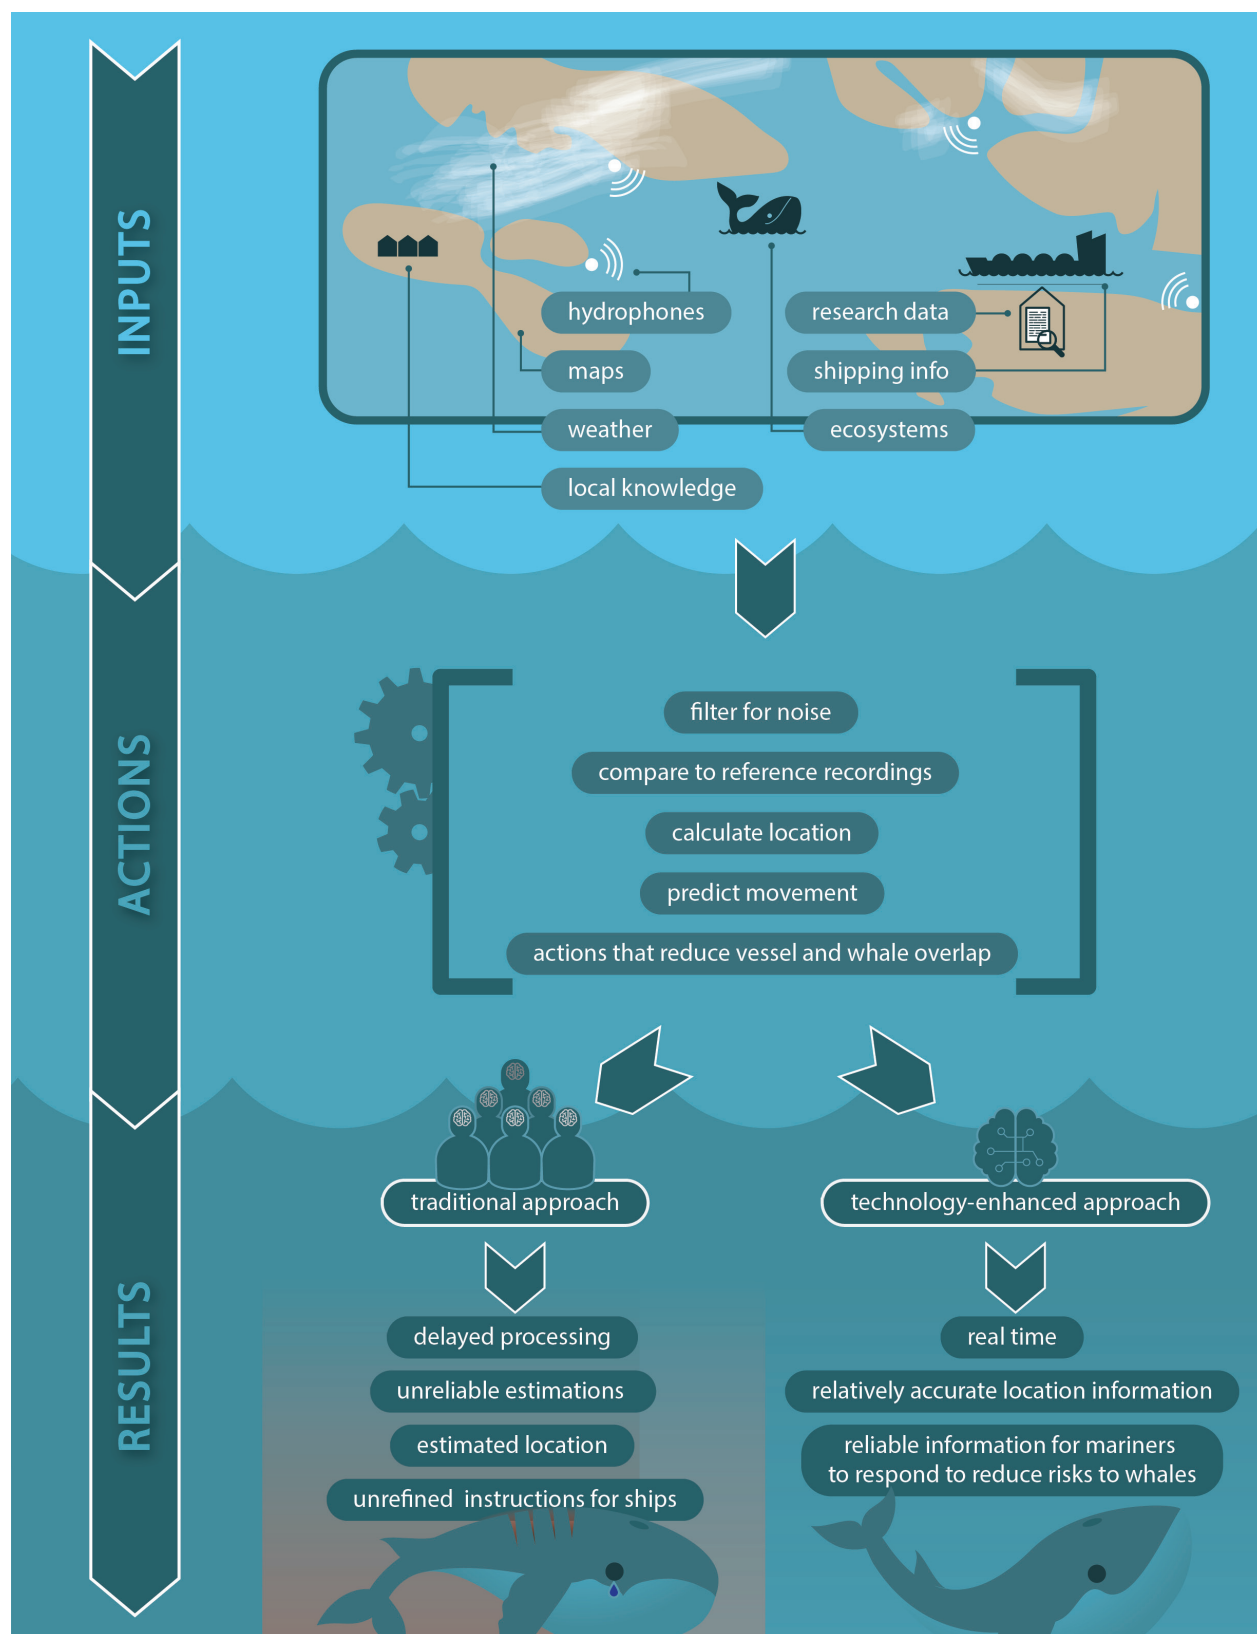 INPUTS
hydrophones
maps
weather
local knowledge
research data
shipping info
ecosystems
ACTIONS
filter for noise
compare to reference recordings
calculate location
predict movement
actions that reduce vessel and whale overlap
RESULTS
traditional approach
delayed processing
unreliable estimations
estimated location
unrefined instructions for ships
technology-enhanced approach
real time
relatively accurate location information
reliable information for mariners
to respond to reduce risks to whales